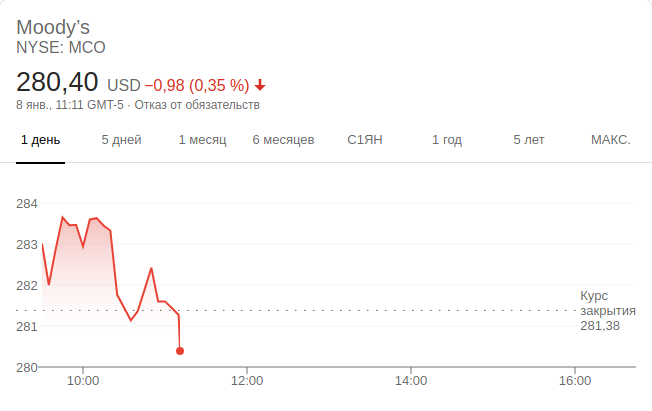 Moody’s
NYSE: MCO
280,40 USD −0,98 (0,35 %)
8 янв., 11:11 GMT-5 · Отказ от обязательств
1 день 5 дней 1 месяц 6 месяцев С1ЯН 1 год 5 лет МАКС.
284
283
282
281
280
Курс
закрытия
281,38
10:00 12:00 14:00 16:00